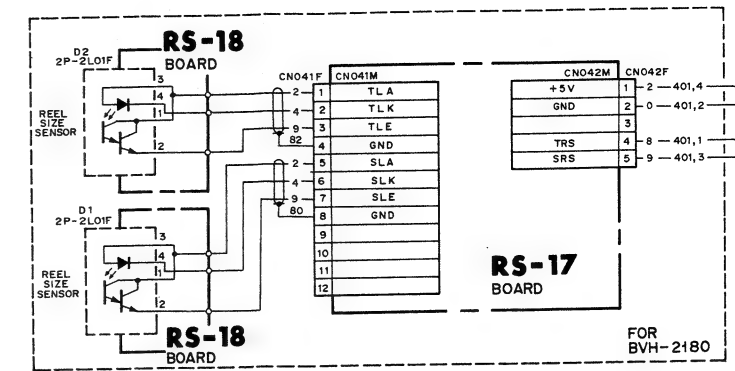 RS-18
BOARD
D2
2P-2L01F
REEL
SIZE
SENSOR
3
4
1
2
CN041F CN041M
2 1 TLA
4 2 TLK
9 3 TLE
82 4 GND
2 5 SLA
4 6 SLK
9 7 SLE
80 8 GND
9
10
11
12
CN042M CN042F
+5V 1 2 401,4
GND 2 0 401,2
3
TRS 4 8 401,1
SRS 5 9 401,3
D1
2P-2L01F
REEL
SIZE
SENSOR
3
4
1
2
RS-18
BOARD
RS-17
BOARD
FOR
BVH-2180